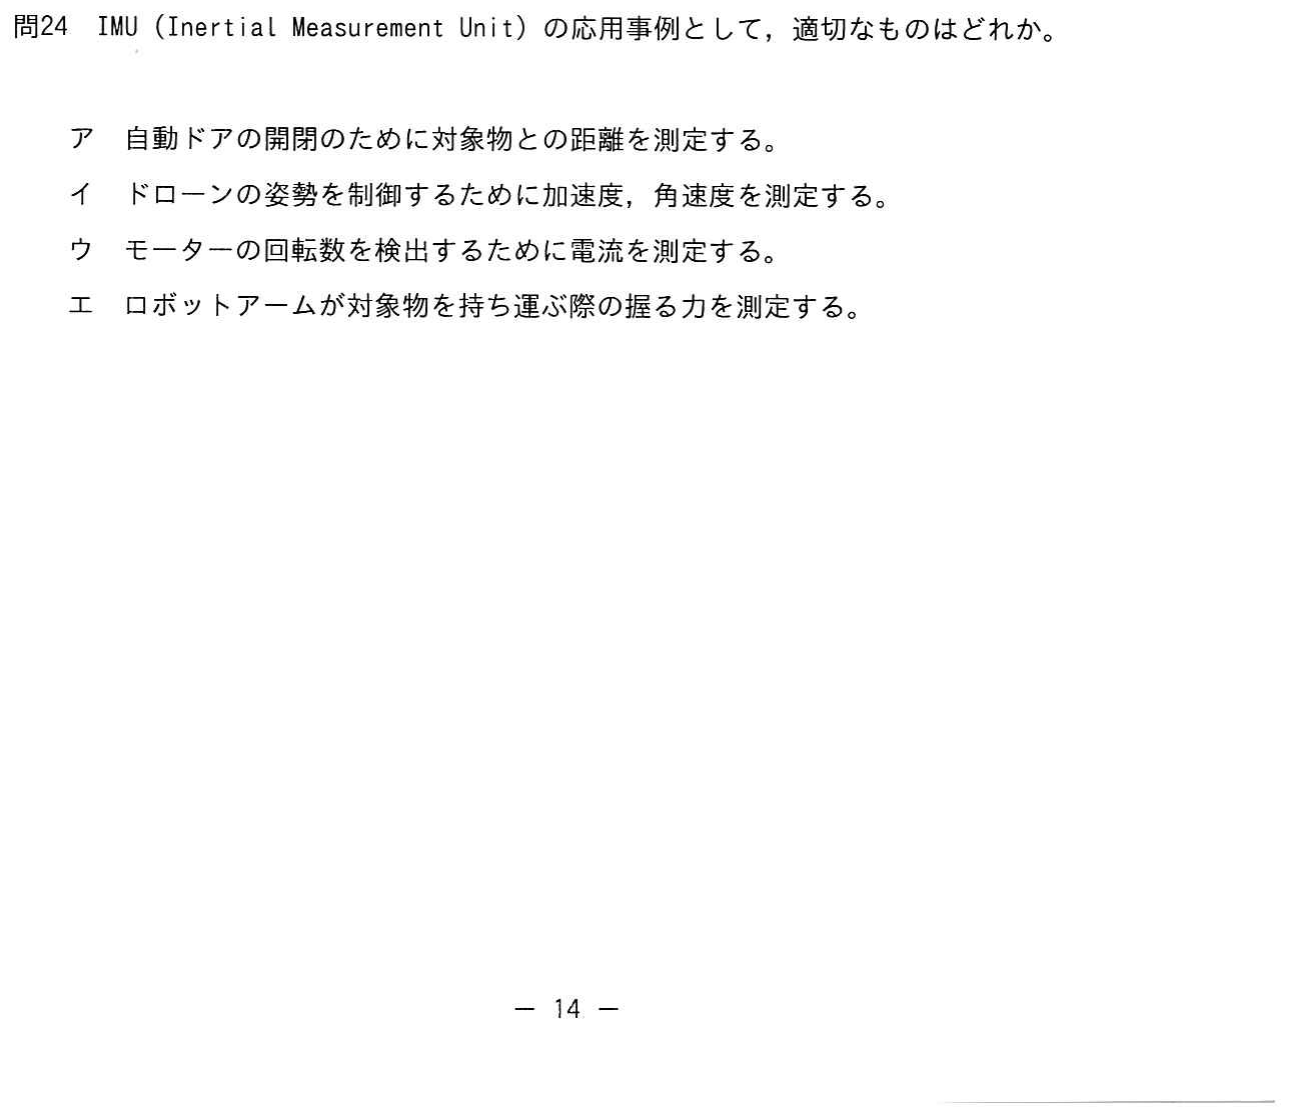 問24　IMU (Inertial Measurement Unit) の応用事例として，適切なものはどれか。
ア　自動ドアの開閉のために対象物との距離を測定する。
イ　ドローンの姿勢を制御するために加速度，角速度を測定する。
ウ　モーターの回転数を検出するために電流を測定する。
エ　ロボットアームが対象物を持ち運ぶ際の握る力を測定する。
－ 14 －